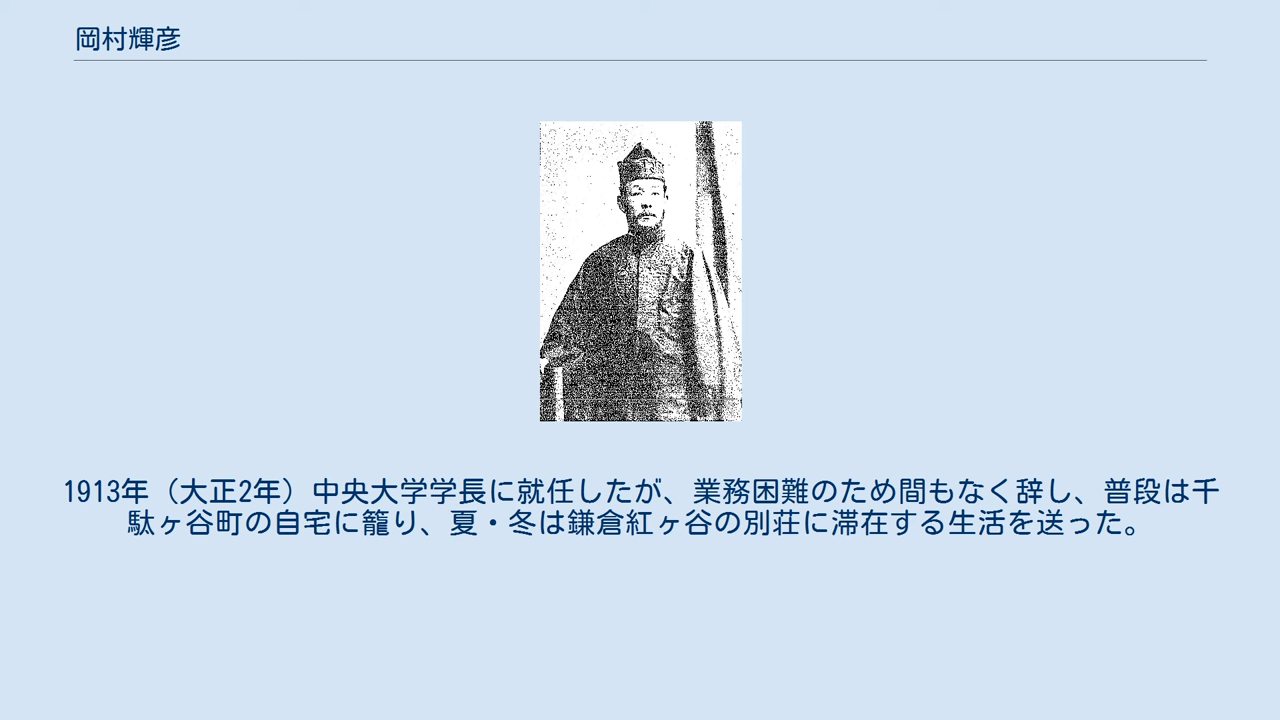 岡村輝彦
1913年（大正2年）中央大学学長に就任したが、業務困難のため間もなく辞し、普段は千
駄ヶ谷町の自宅に籠り、夏・冬は鎌倉紅ヶ谷の別荘に滞在する生活を送った。